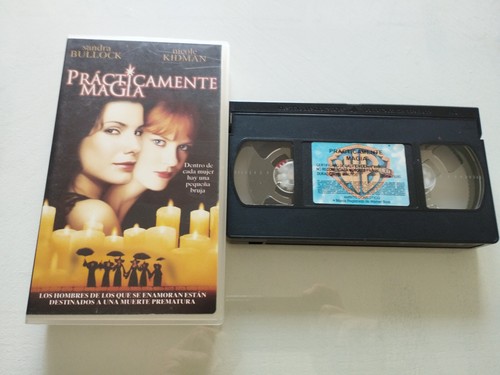 sandra
BULLOCK
nicole
KIDMAN
PRÁCTICAMENTE
MAGIA
Dentro de
cada mujer
hay una
pequeña
bruja
LOS HOMBRES DE LOS QUE SE ENAMORAN ESTÁN
DESTINADOS A UNA MUERTE PREMATURA
PRÁCTICAMENTE
MAGIA